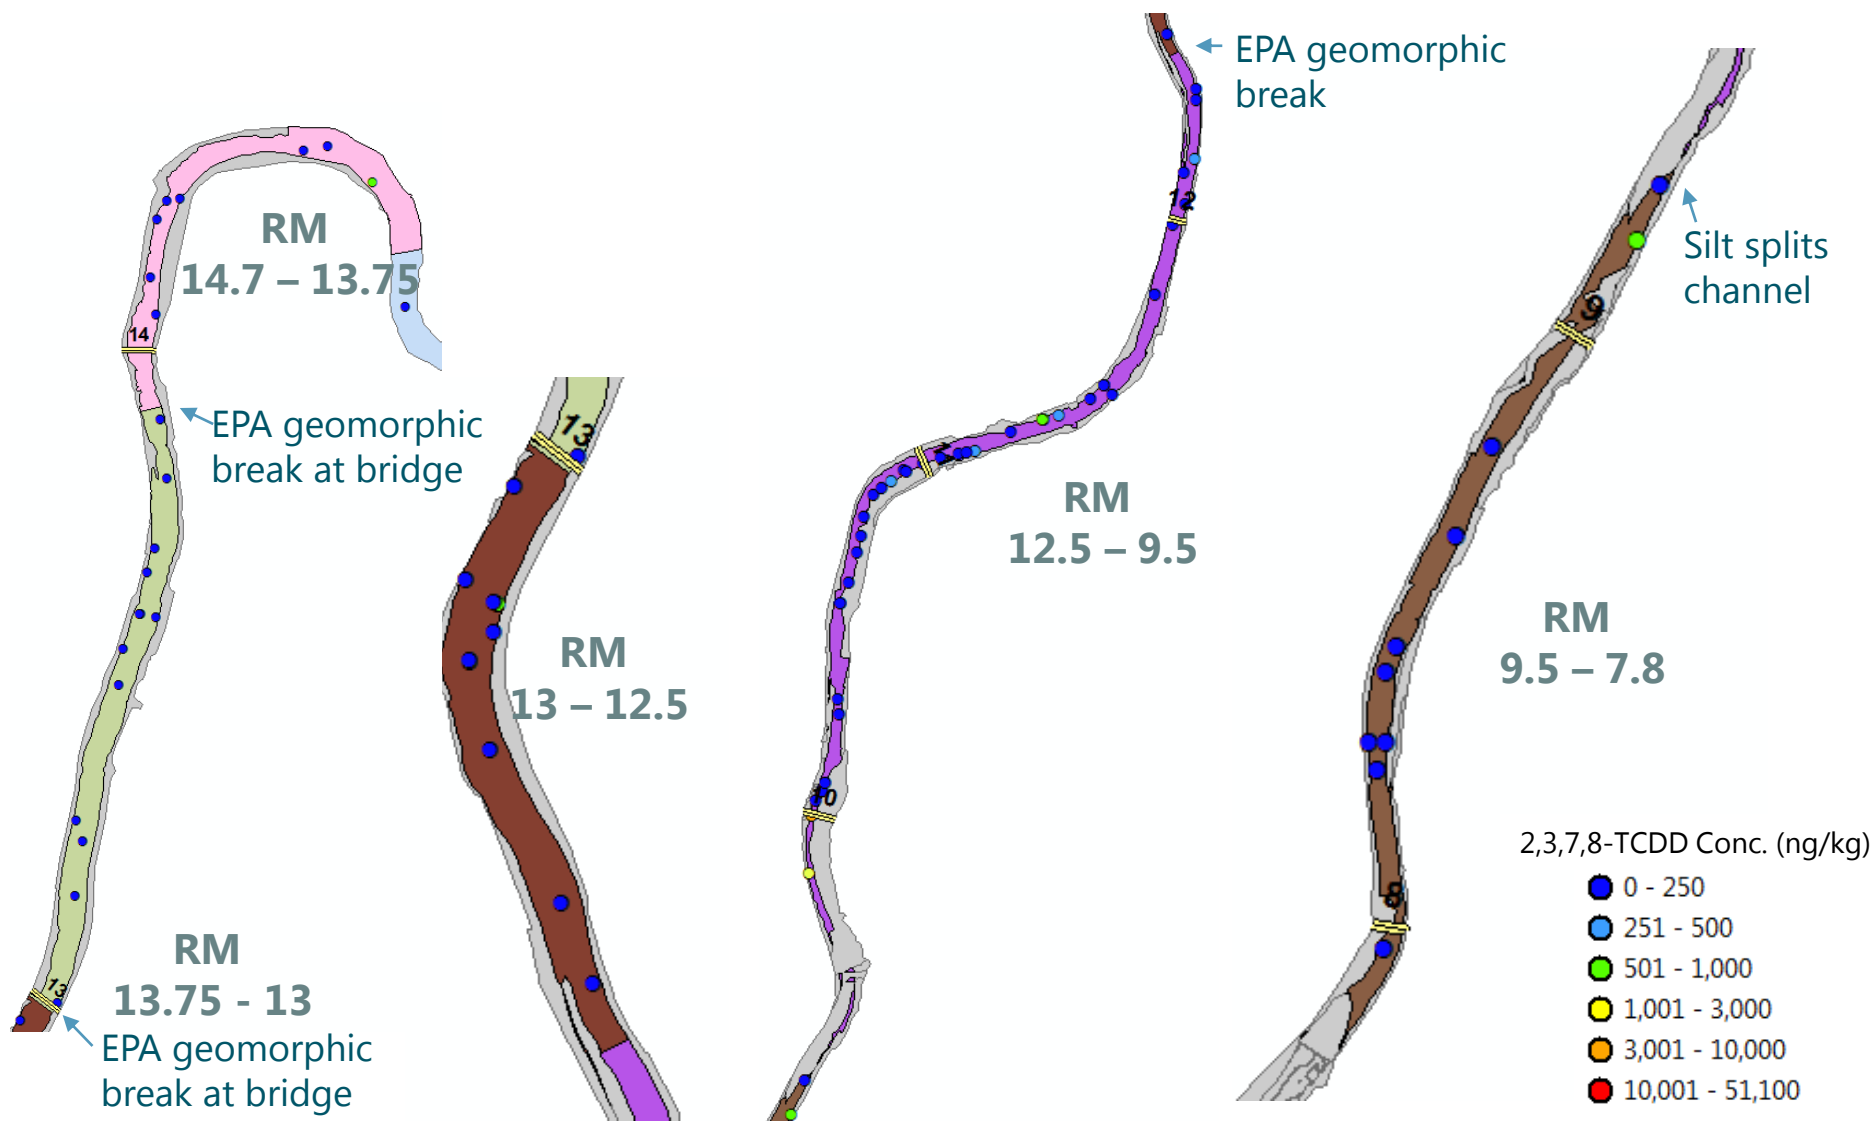 RM
14.7 – 13.75
14
EPA geomorphic
break at bridge
RM
13.75 - 13
13
EPA geomorphic
break at bridge
13
RM
13 – 12.5
EPA geomorphic
break
12
RM
12.5 – 9.5
10
Silt splits
channel
9
RM
9.5 – 7.8
8
2,3,7,8-TCDD Conc. (ng/kg)
0 - 250
251 - 500
501 - 1,000
1,001 - 3,000
3,001 - 10,000
10,001 - 51,100